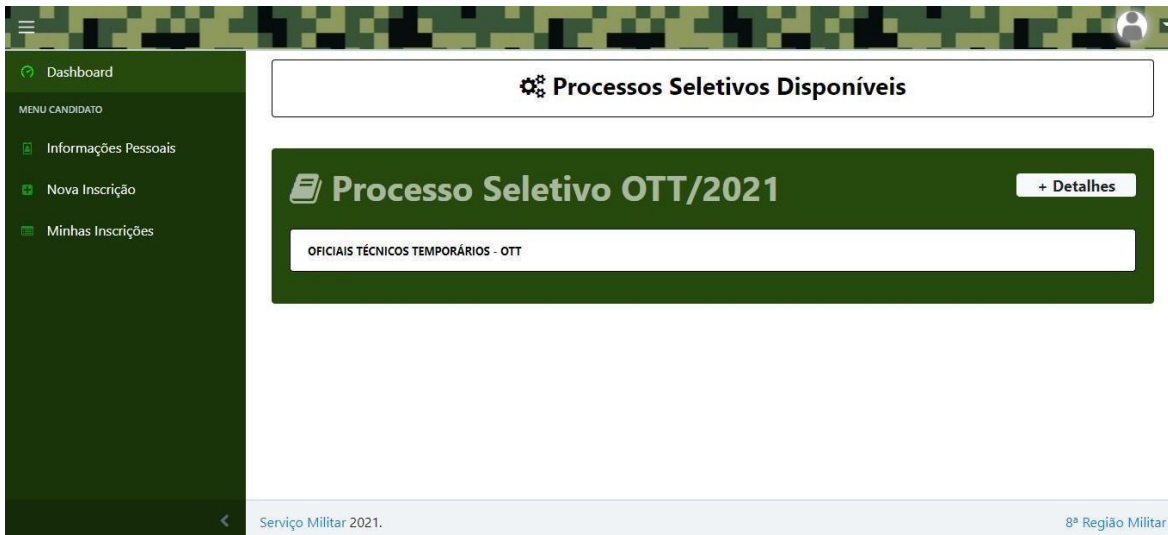 Dashboard
MENU CANDIDATO
Informações Pessoais
Nova Inscrição
Minhas Inscrições
Processos Seletivos Disponíveis
Processo Seletivo OTT/2021
+ Detalhes
OFICIAIS TÉCNICOS TEMPORÁRIOS - OTT
Serviço Militar 2021.
8ª Região Militar